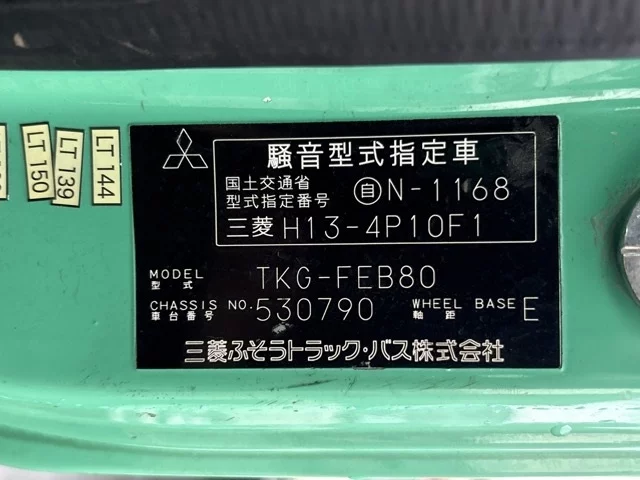 LT 150
LT 139
LT 144
騒音型式指定車
国土交通省
型式指定番号 ㊂N-1168
三菱 H13-4P10F1
MODEL
型式 TKG-FEB80
CHASSIS NO. 530790 WHEEL BASE E
車台番号 軸距
三菱ふそうトラック・バス株式会社